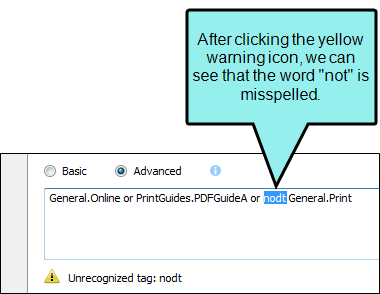 After clicking the yellow
warning icon, we can
see that the word "not" is
misspelled.
Basic Advanced
General.Online or PrintGuides.PDFGuideA or nodt General.Print
Unrecognized tag: nodt